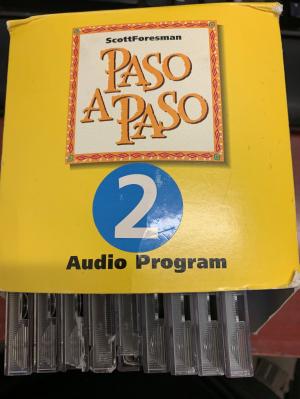 ScottForesman
PASO
A PASO
2
Audio Program